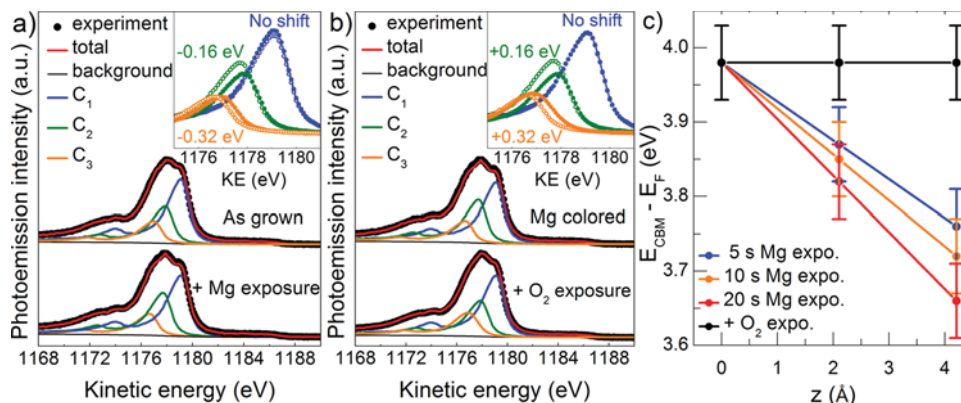 a)
Photoemission intensity (a.u.)
experiment
total
background
C₁
C₂
C₃
No shift
-0.16 eV
-0.32 eV
1176 1178 1180
KE (eV)
As grown
+ Mg exposure
1168 1172 1176 1180 1184 1188
Kinetic energy (eV)
b)
Photoemission intensity (a.u.)
experiment
total
background
C₁
C₂
C₃
No shift
+0.16 eV
+0.32 eV
1176 1178 1180
KE (eV)
Mg colored
+ O₂ exposure
1168 1172 1176 1180 1184 1188
Kinetic energy (eV)
c)
E_CBM - E_F (eV)
4.0
3.9
3.8
3.7
3.6
5 s Mg expo.
10 s Mg expo.
20 s Mg expo.
+ O₂ expo.
0 1 2 3 4
z (Å)